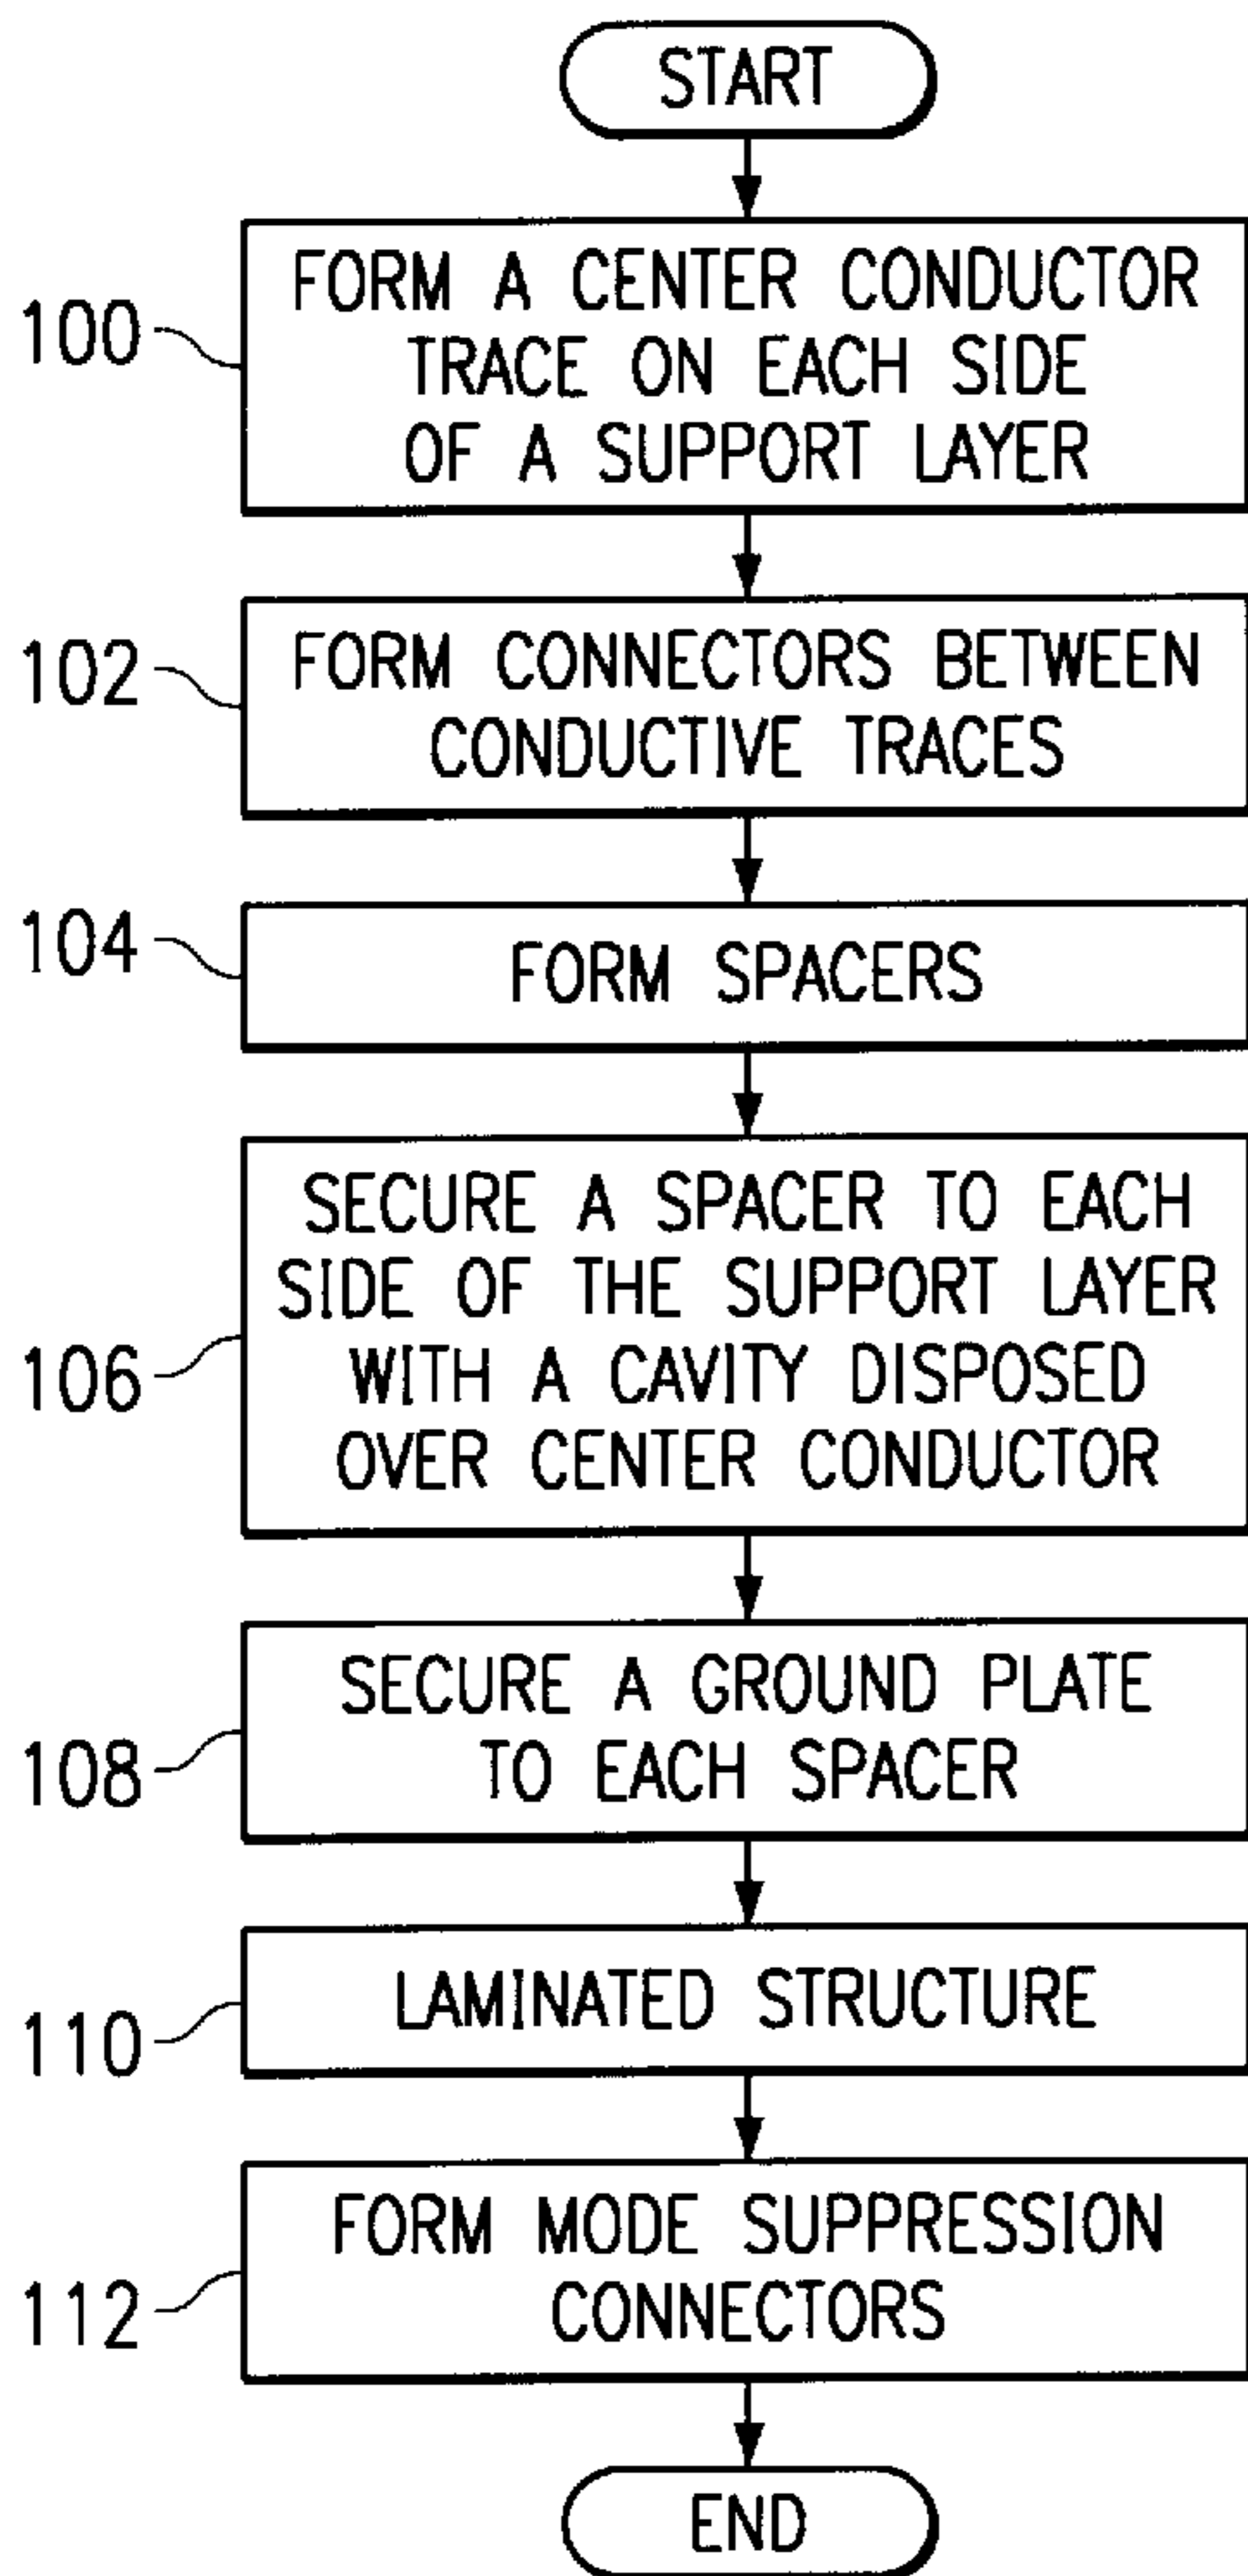 START
100
FORM A CENTER CONDUCTOR
TRACE ON EACH SIDE
OF A SUPPORT LAYER
102
FORM CONNECTORS BETWEEN
CONDUCTIVE TRACES
104
FORM SPACERS
106
SECURE A SPACER TO EACH
SIDE OF THE SUPPORT LAYER
WITH A CAVITY DISPOSED
OVER CENTER CONDUCTOR
108
SECURE A GROUND PLATE
TO EACH SPACER
110
LAMINATED STRUCTURE
112
FORM MODE SUPPRESSION
CONNECTORS
END